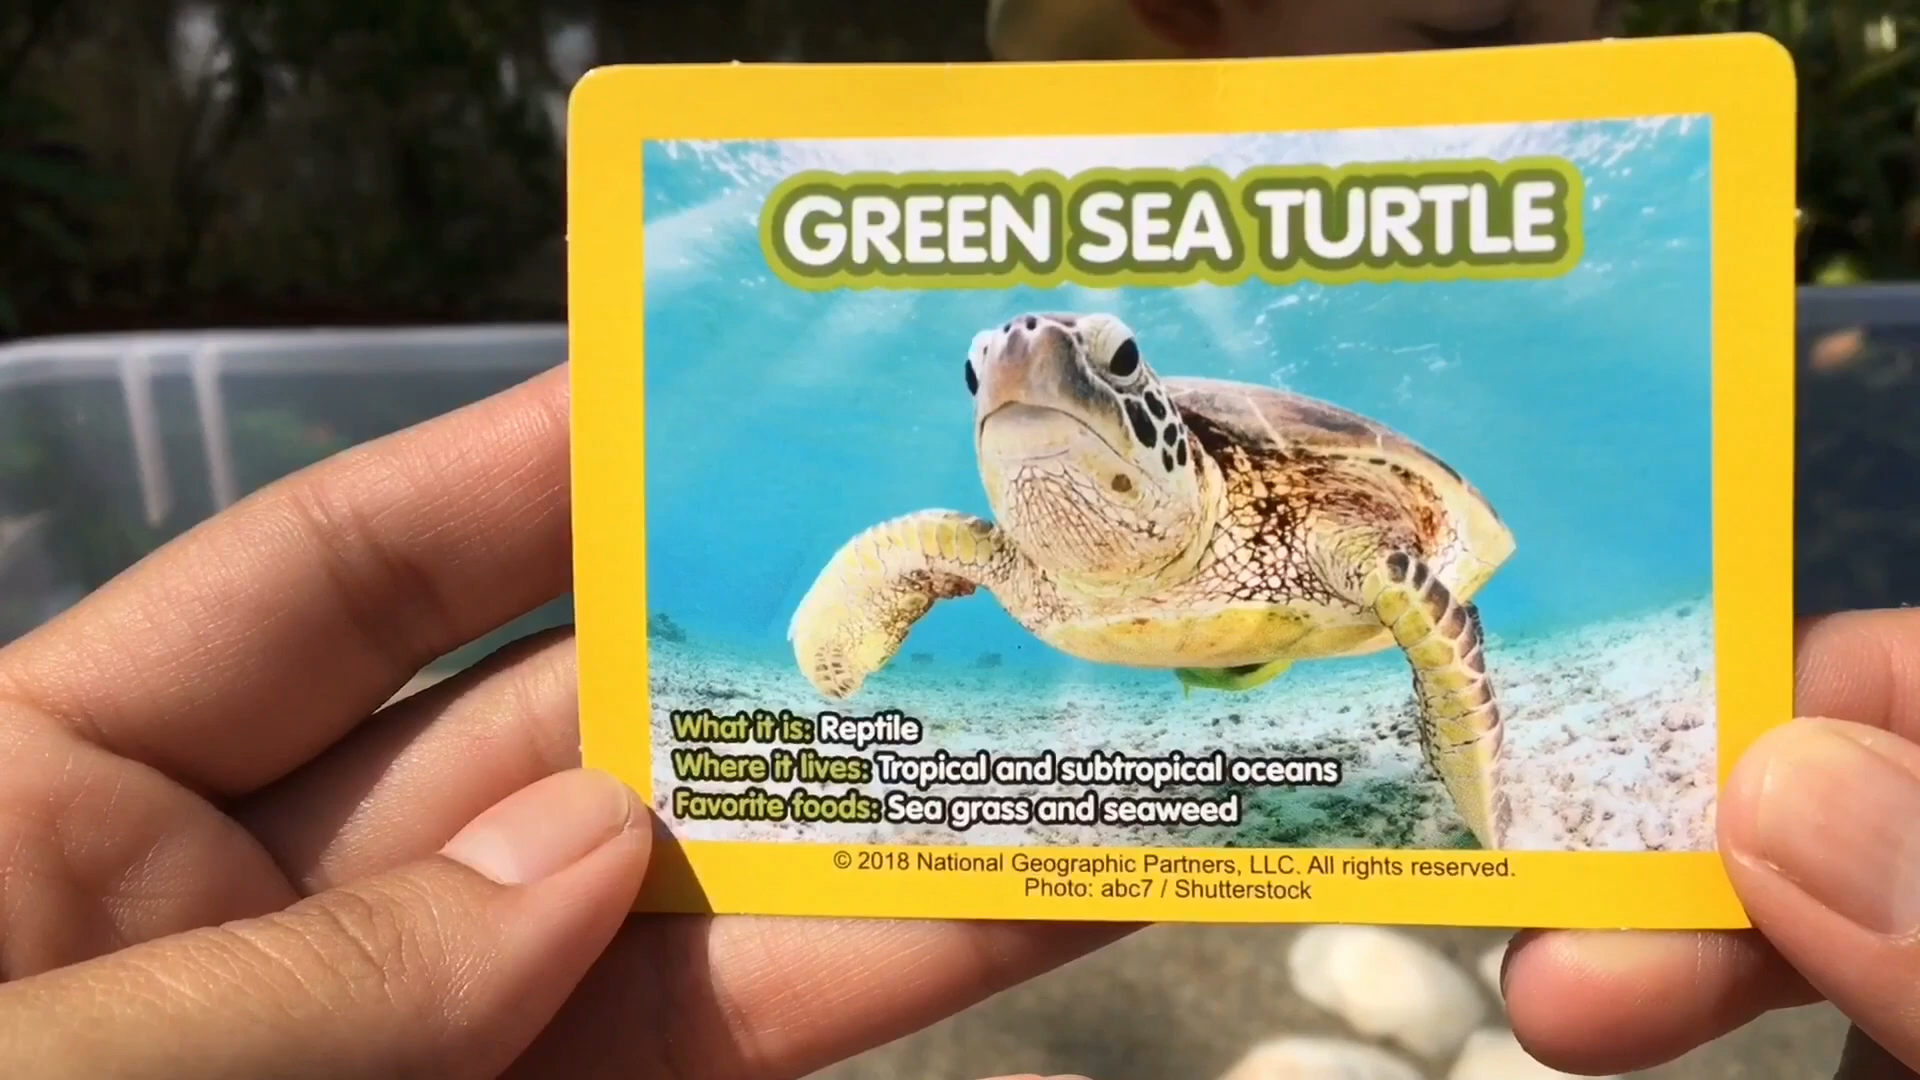 GREEN SEA TURTLE
What it is: Reptile
Where it lives: Tropical and subtropical oceans
Favorite foods: Sea grass and seaweed
© 2018 National Geographic Partners, LLC. All rights reserved.
Photo: abc7 / Shutterstock